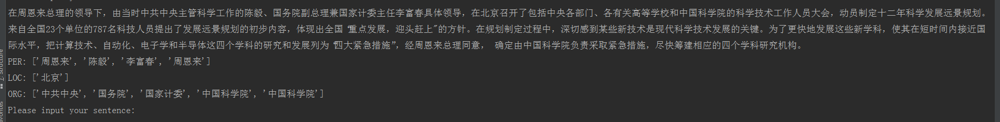 在周恩来总理的领导下，由当时中共中央主管科学工作的陈毅、国务院副总理兼国家计委主任李富春具体领导，在北京召开了包括中央各部门、各有关高等学校和中国科学院的科学技术工作人员大会，动员制定十二年科学发展远景规划。
来自全国23个单位的787名科技人员提出了发展远景规划的初步内容，体现出全国“重点发展，迎头赶上"的方针。在规划制定过程中，深切感到某些新技术是现代科学技术发展的关键。为了更快地发展这些新学科，使其在短时间内接近国
际水平，把计算技术、自动化、电子学和半导体这四个学科的研究和发展列为“四大紧急措施”，经周恩来总理同意， 确定由中国科学院负责采取紧急措施，尽快筹建相应的四个学科研究机构。
PER: ['周恩来', '陈毅', '李富春', '周恩来']
LOC: ['北京']
ORG: ['中共中央', '国务院', '国家计委', '中国科学院', '中国科学院']
Please input your sentence:
Z: Structure
avorites